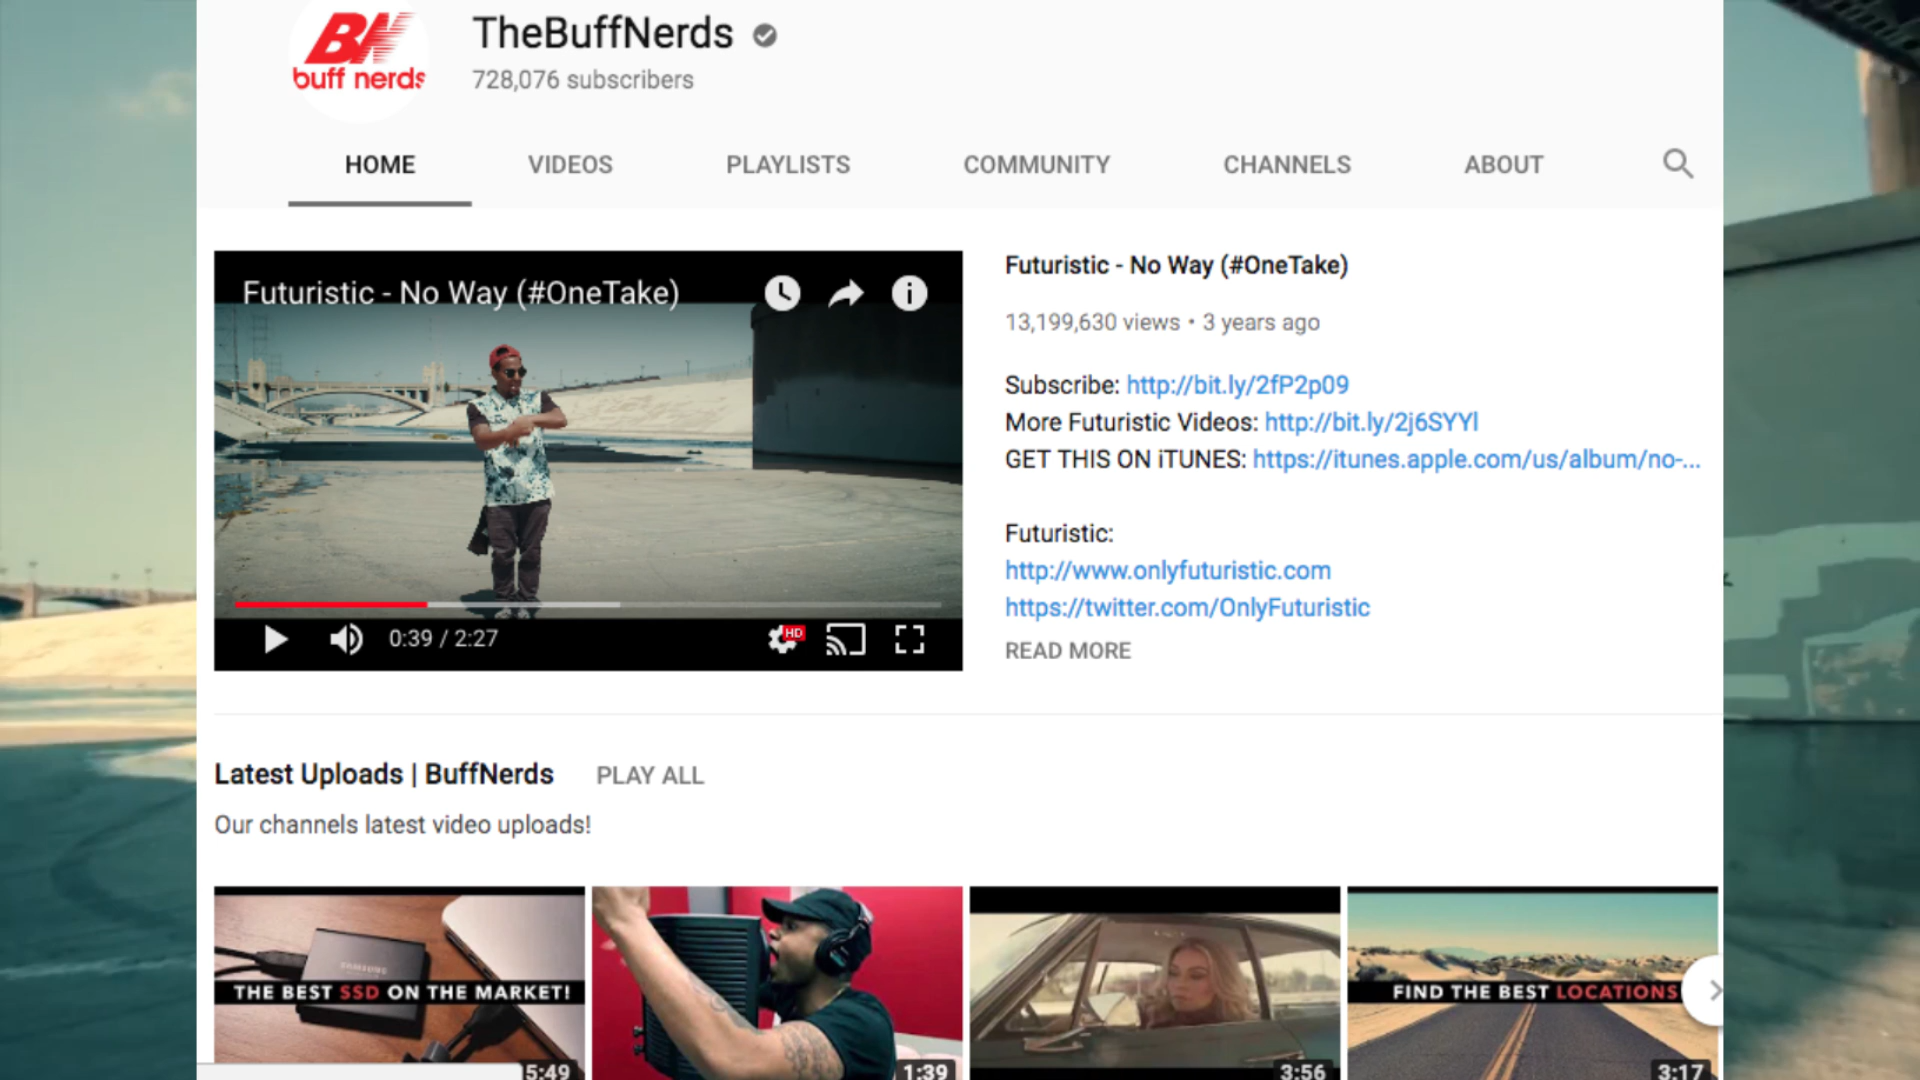 BN
buff nerds
TheBuffNerds
728,076 subscribers
HOME VIDEOS PLAYLISTS COMMUNITY CHANNELS ABOUT
Futuristic - No Way (#OneTake)
0:39 / 2:27
HD
Futuristic - No Way (#OneTake)
13,199,630 views • 3 years ago
Subscribe: http://bit.ly/2fP2p09
More Futuristic Videos: http://bit.ly/2j6SYYl
GET THIS ON iTUNES: https://itunes.apple.com/us/album/no-...
Futuristic:
http://www.onlyfuturistic.com
https://twitter.com/OnlyFuturistic
READ MORE
Latest Uploads | BuffNerds PLAY ALL
Our channels latest video uploads!
SAMSUNG
THE BEST SSD ON THE MARKET!
5:49
1:39
3:56
FIND THE BEST LOCATIONS
3:17